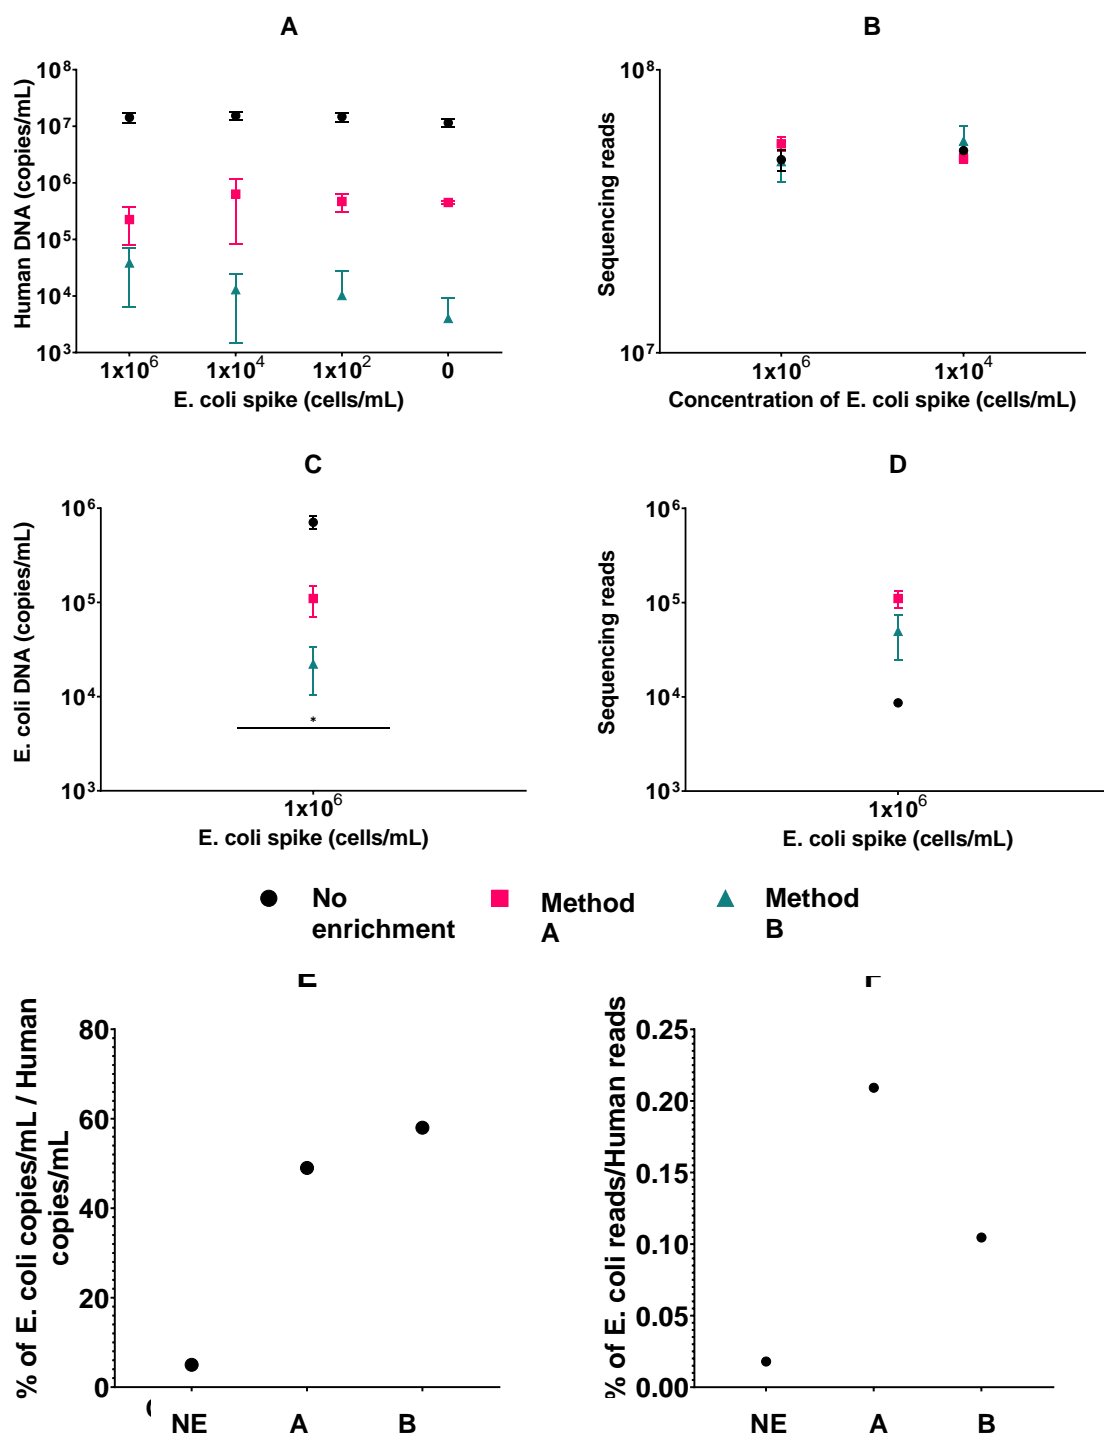 A
Human DNA (copies/mL)
10⁸
10⁷
10⁶
10⁵
10⁴
10³
1x10⁶ 1x10⁴ 1x10² 0
E. coli spike (cells/mL)
B
Sequencing reads
10⁸
10⁷
1x10⁶ 1x10⁴
Concentration of E. coli spike (cells/mL)
C
E. coli DNA (copies/mL)
10⁶
10⁵
10⁴
10³
*
1x10⁶
E. coli spike (cells/mL)
D
Sequencing reads
10⁶
10⁵
10⁴
10³
1x10⁶
E. coli spike (cells/mL)
No
enrichment
Method
A
Method
B
E
% of E. coli copies/mL / Human
copies/mL
80
60
40
20
0
NE A B
% of E. coli reads/Human reads
0.25
0.20
0.15
0.10
0.05
0.00
NE A B